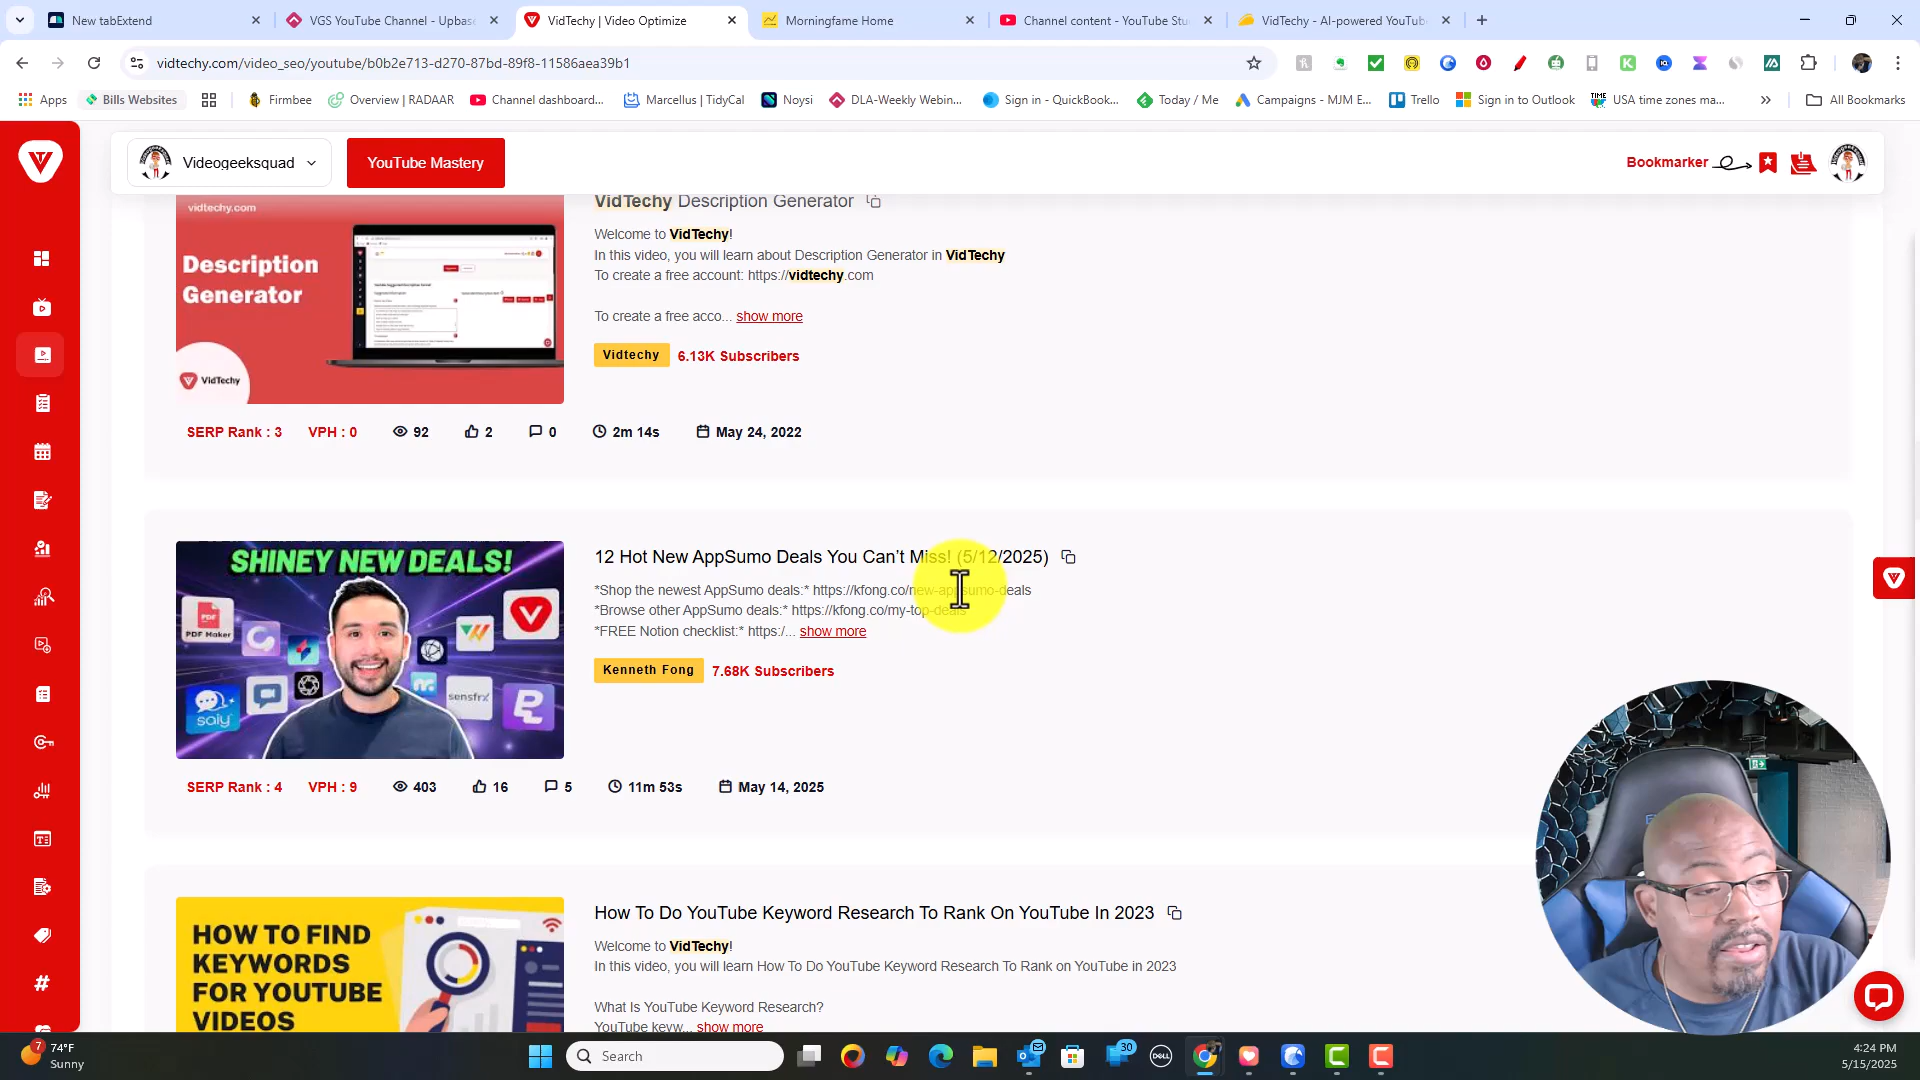 New tabExtend
VGS YouTube Channel - Upbase
VidTechy | Video Optimize
Morningfame Home
Channel content - YouTube Stu
VidTechy - AI-powered YouTub
vidtechy.com/video_seo/youtube/b0b2e713-d270-87bd-89f8-11586aea39b1
Apps
Bills Websites
Firmbee
Overview | RADAAR
Channel dashboard...
Marcellus | TidyCal
Noysi
DLA-Weekly Webin...
Sign in - QuickBook...
Today / Me
Campaigns - MJM E...
Trello
Sign in to Outlook
USA time zones ma...
All Bookmarks
Videogeeksquad
YouTube Mastery
Bookmarker
vidtechy.com
Description
Generator
VidTechy
VidTechy Description Generator
Welcome to VidTechy!
In this video, you will learn about Description Generator in VidTechy
To create a free account: https://vidtechy.com
To create a free acco... show more
Vidtechy 6.13K Subscribers
SERP Rank : 3 VPH : 0 92 2 0 2m 14s May 24, 2022
SHINEY NEW DEALS!
PDF
PDF Maker
saly
sensfrx
12 Hot New AppSumo Deals You Can't Miss! (5/12/2025)
*Shop the newest AppSumo deals:* https://kfong.co/new-appsumo-deals
*Browse other AppSumo deals:* https://kfong.co/my-top-deals
*FREE Notion checklist:* https:/... show more
Kenneth Fong 7.68K Subscribers
SERP Rank : 4 VPH : 9 403 16 5 11m 53s May 14, 2025
HOW TO FIND
KEYWORDS
FOR YOUTUBE
VIDEOS
How To Do YouTube Keyword Research To Rank On YouTube In 2023
Welcome to VidTechy!
In this video, you will learn How To Do YouTube Keyword Research To Rank on YouTube in 2023
What Is YouTube Keyword Research?
YouTube keyw... show more
7
74°F
Sunny
Search
30
DELL
4:24 PM
5/15/2025